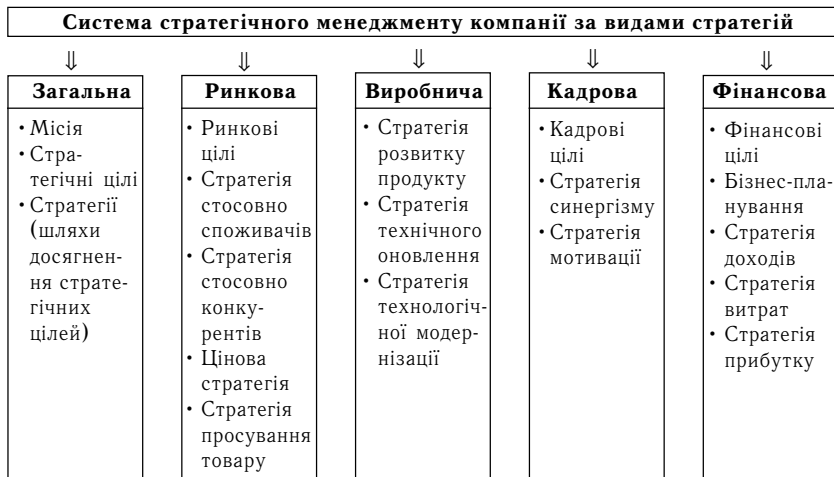 Система стратегічного менеджменту компанії за видами стратегій
⇓ ⇓ ⇓ ⇓ ⇓
Загальна
• Місія
• Стра-
тегічні цілі
• Стратегії
(шляхи
досягнен-
ня страте-
гічних
цілей)
Ринкова
• Ринкові
цілі
• Стратегія
стосовно
споживачів
• Стратегія
стосовно
конку-
рентів
• Цінова
стратегія
• Стратегія
просування
товару
Виробнича
• Стратегія
розвитку
продукту
• Стратегія
технічного
оновлення
• Стратегія
технологіч-
ної модер-
нізації
Кадрова
• Кадрові
цілі
• Стратегія
синергізму
• Стратегія
мотивації
Фінансова
• Фінансові
цілі
• Бізнес-пла-
нування
• Стратегія
доходів
• Стратегія
витрат
• Стратегія
прибутку